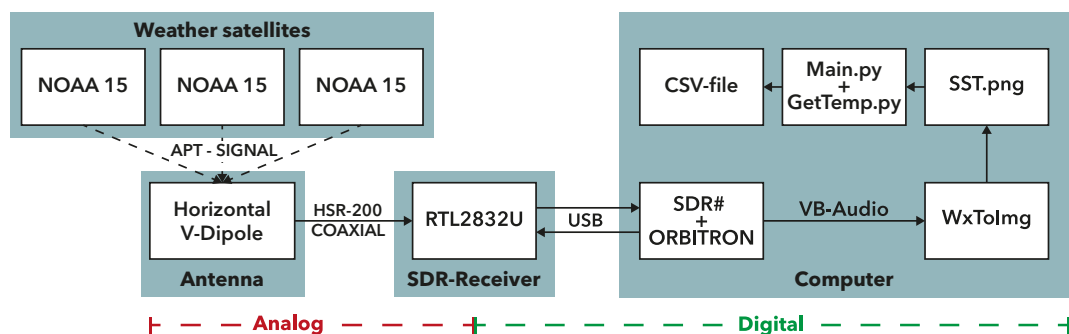 Weather satellites
NOAA 15
NOAA 15
NOAA 15
APT - SIGNAL
Horizontal
V-Dipole
Antenna
HSR-200
COAXIAL
RTL2832U
SDR-Receiver
USB
CSV-file
Main.py
+
GetTemp.py
SST.png
SDR#
+
ORBITRON
VB-Audio
WxToImg
Computer
Analog
Digital